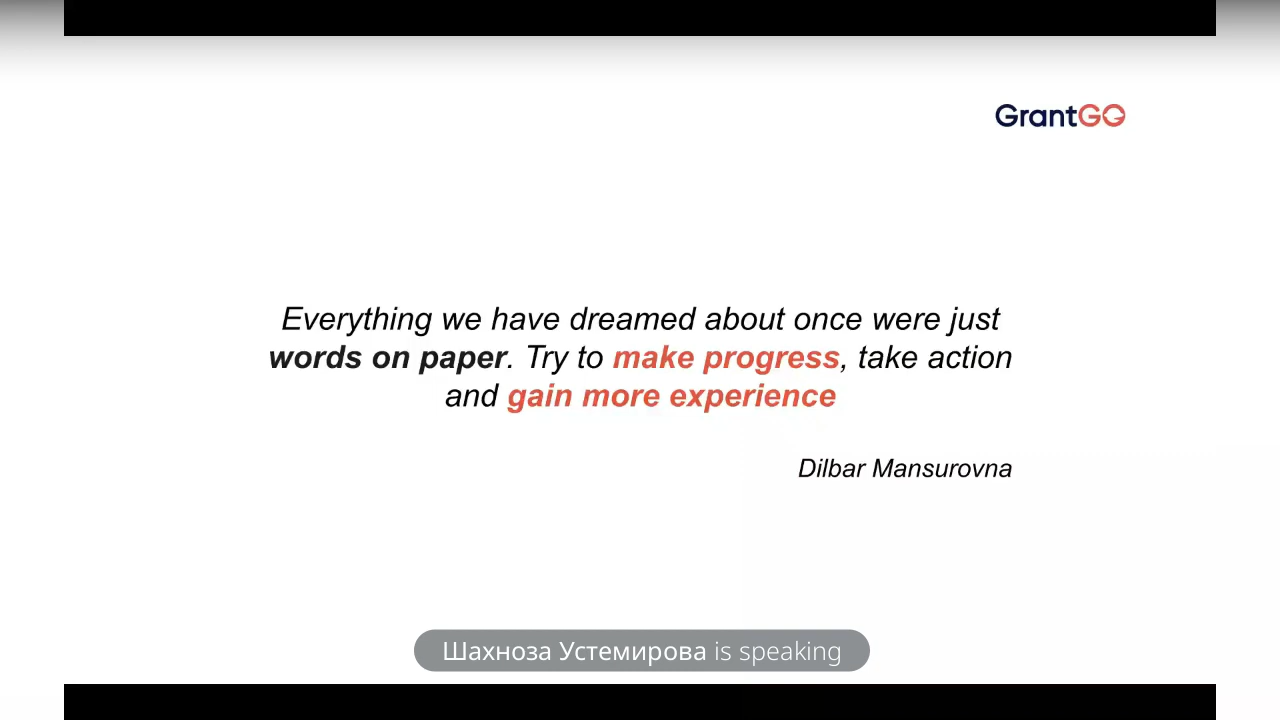 GrantGO
Everything we have dreamed about once were just
words on paper. Try to make progress, take action
and gain more experience
Dilbar Mansurovna
Шахноза Устемирова is speaking